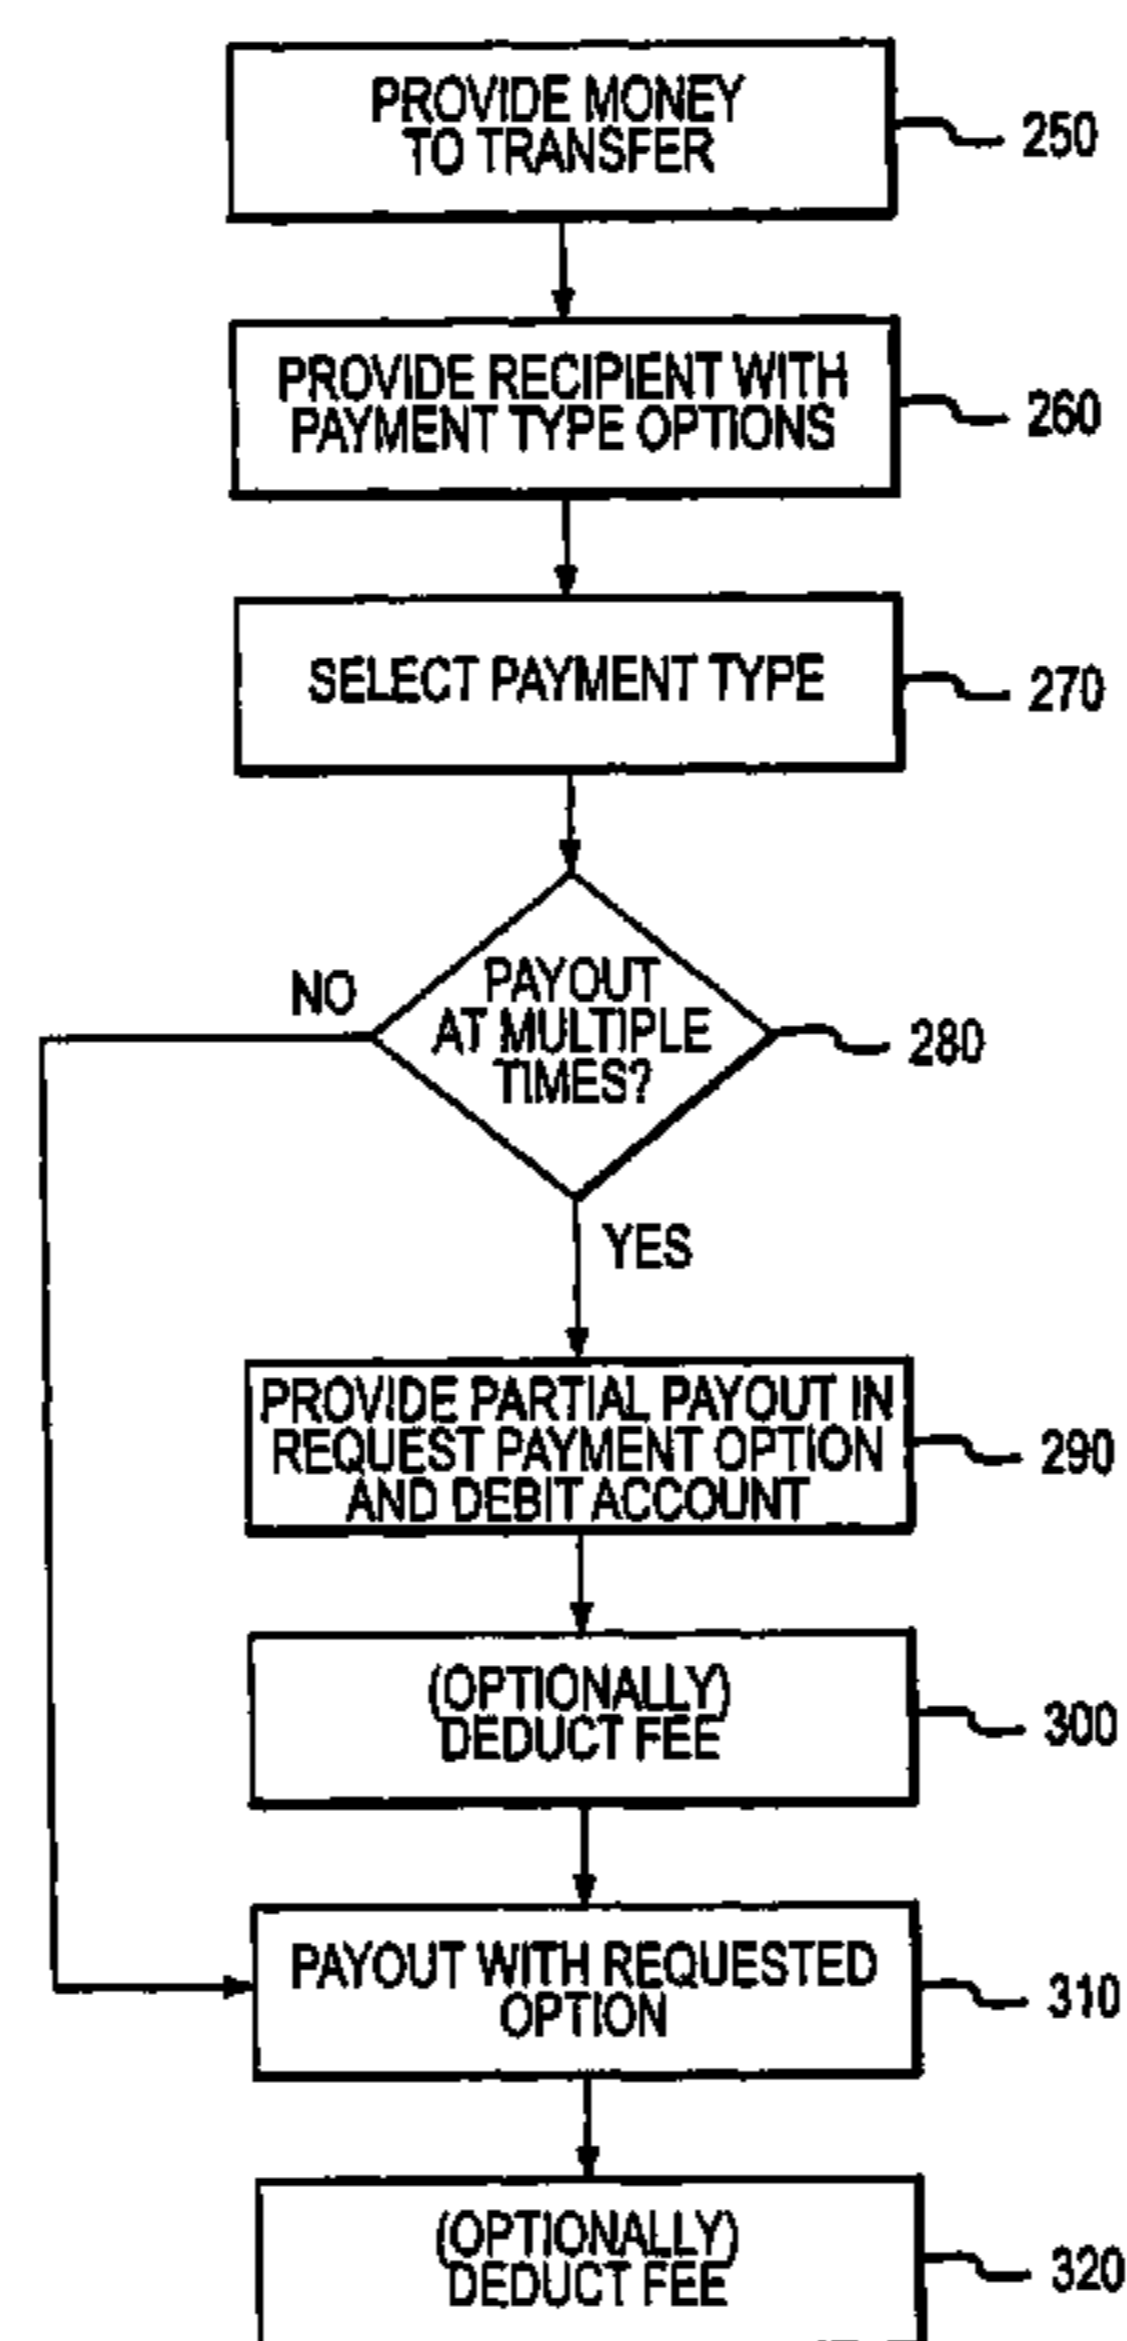 PROVIDE MONEY
TO TRANSFER
250
PROVIDE RECIPIENT WITH
PAYMENT TYPE OPTIONS
260
SELECT PAYMENT TYPE
270
NO
PAYOUT
AT MULTIPLE
TIMES?
280
YES
PROVIDE PARTIAL PAYOUT IN
REQUEST PAYMENT OPTION
AND DEBIT ACCOUNT
290
(OPTIONALLY)
DEDUCT FEE
300
PAYOUT WITH REQUESTED
OPTION
310
(OPTIONALLY)
DEDUCT FEE
320